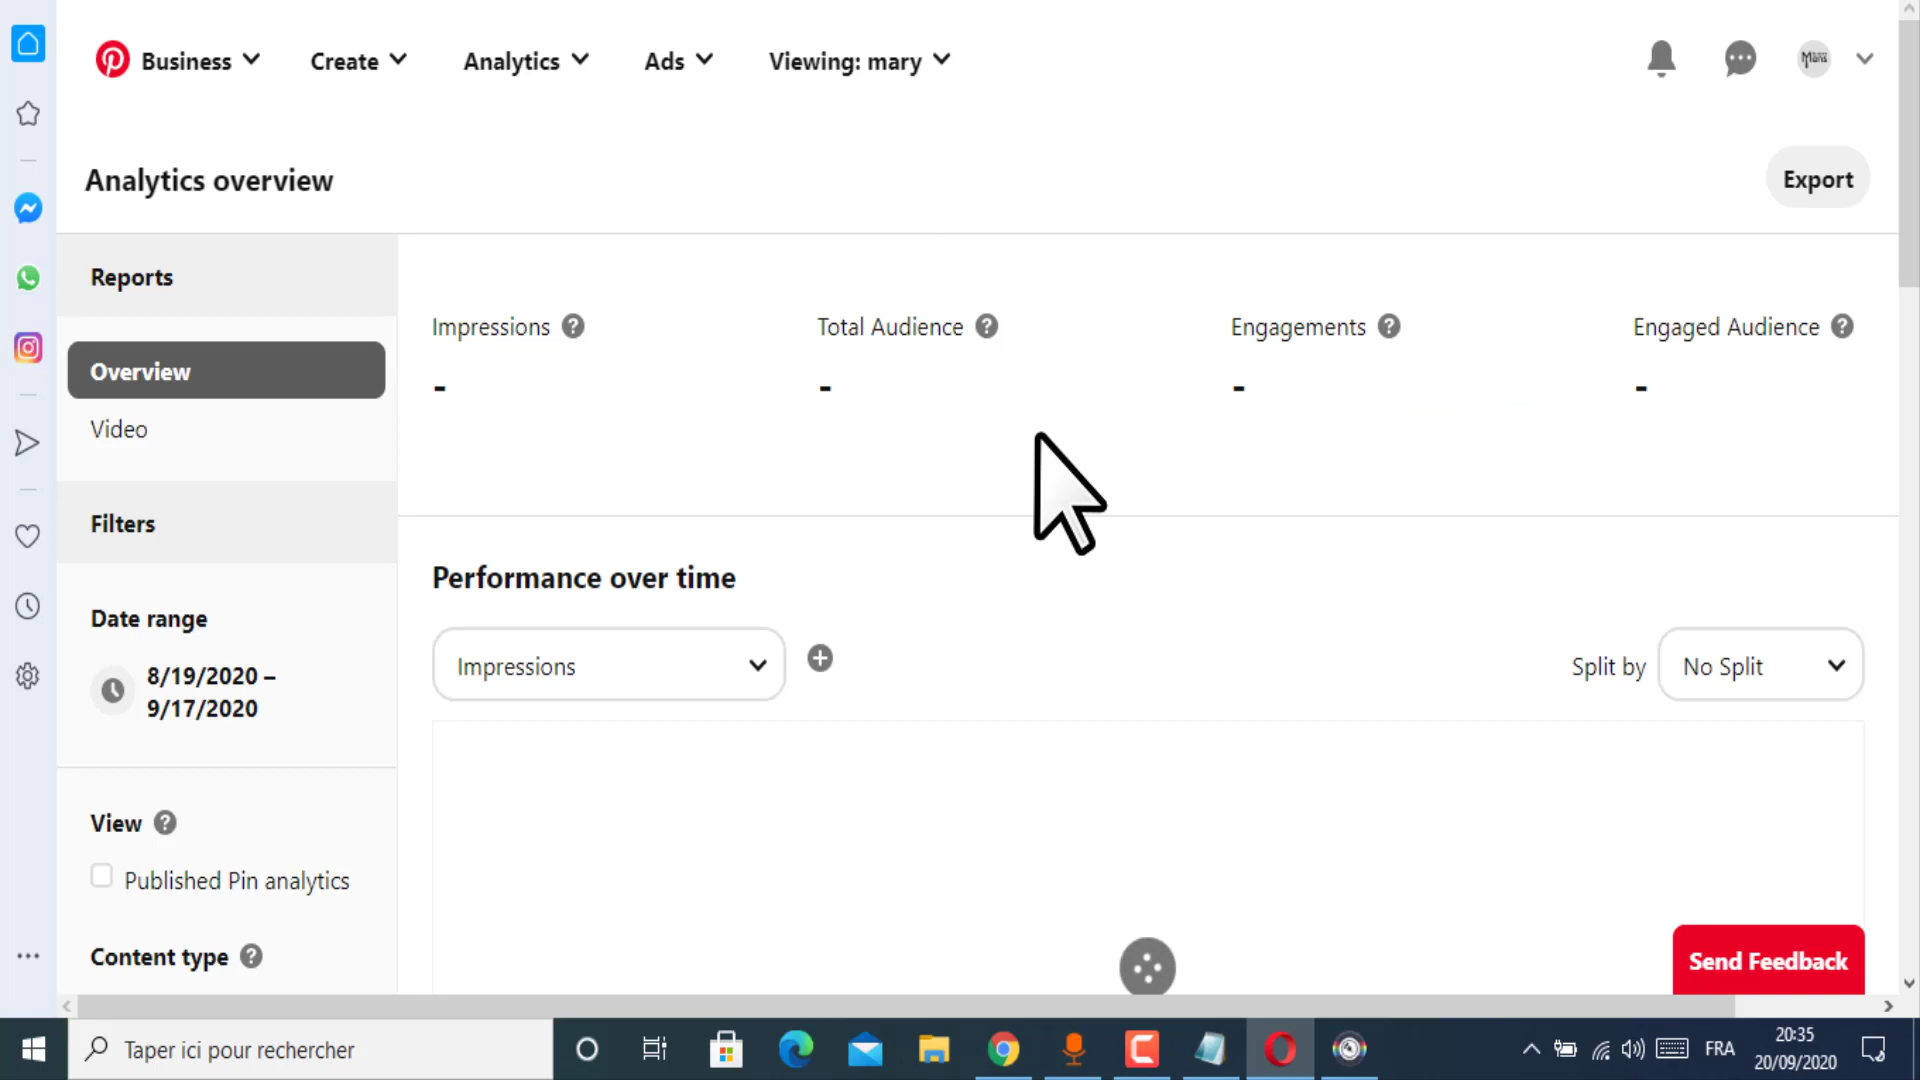 Business
Create
Analytics
Ads
Viewing: mary
Analytics overview
Export
Reports
Overview
Video
Filters
Date range
8/19/2020 –
9/17/2020
View
Published Pin analytics
Content type
Impressions
Total Audience
Engagements
Engaged Audience
-
-
-
-
Performance over time
Impressions
Split by
No Split
Send Feedback
Taper ici pour rechercher
FRA
20:35
20/09/2020